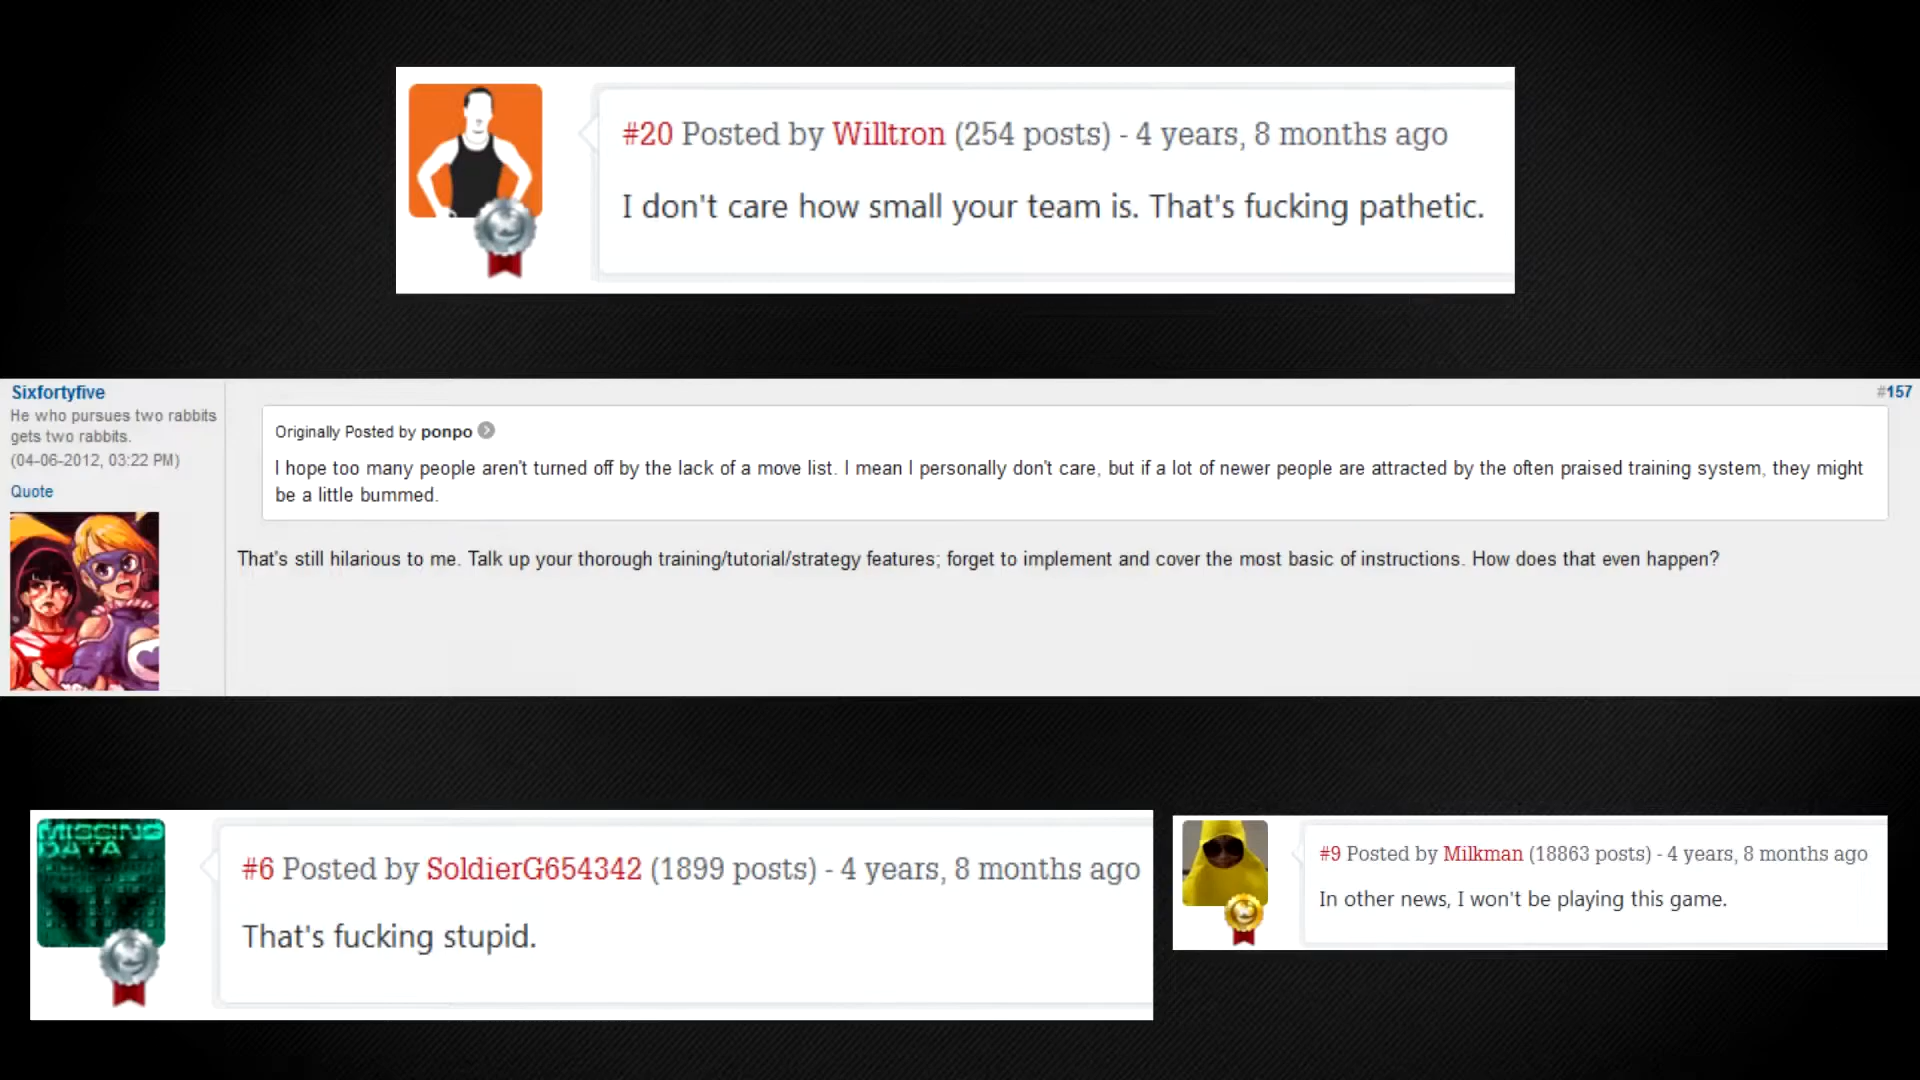 #20 Posted by Willtron (254 posts) - 4 years, 8 months ago
I don't care how small your team is. That's fucking pathetic.
Sixfortyfive
He who pursues two rabbits
gets two rabbits.
(04-06-2012, 03:22 PM)
Quote
#157
Originally Posted by ponpo
I hope too many people aren't turned off by the lack of a move list. I mean I personally don't care, but if a lot of newer people are attracted by the often praised training system, they might
be a little bummed.
That's still hilarious to me. Talk up your thorough training/tutorial/strategy features; forget to implement and cover the most basic of instructions. How does that even happen?
MISSING
DATA
#6 Posted by SoldierG654342 (1899 posts) - 4 years, 8 months ago
That's fucking stupid.
#9 Posted by Milkman (18863 posts) - 4 years, 8 months ago
In other news, I won't be playing this game.